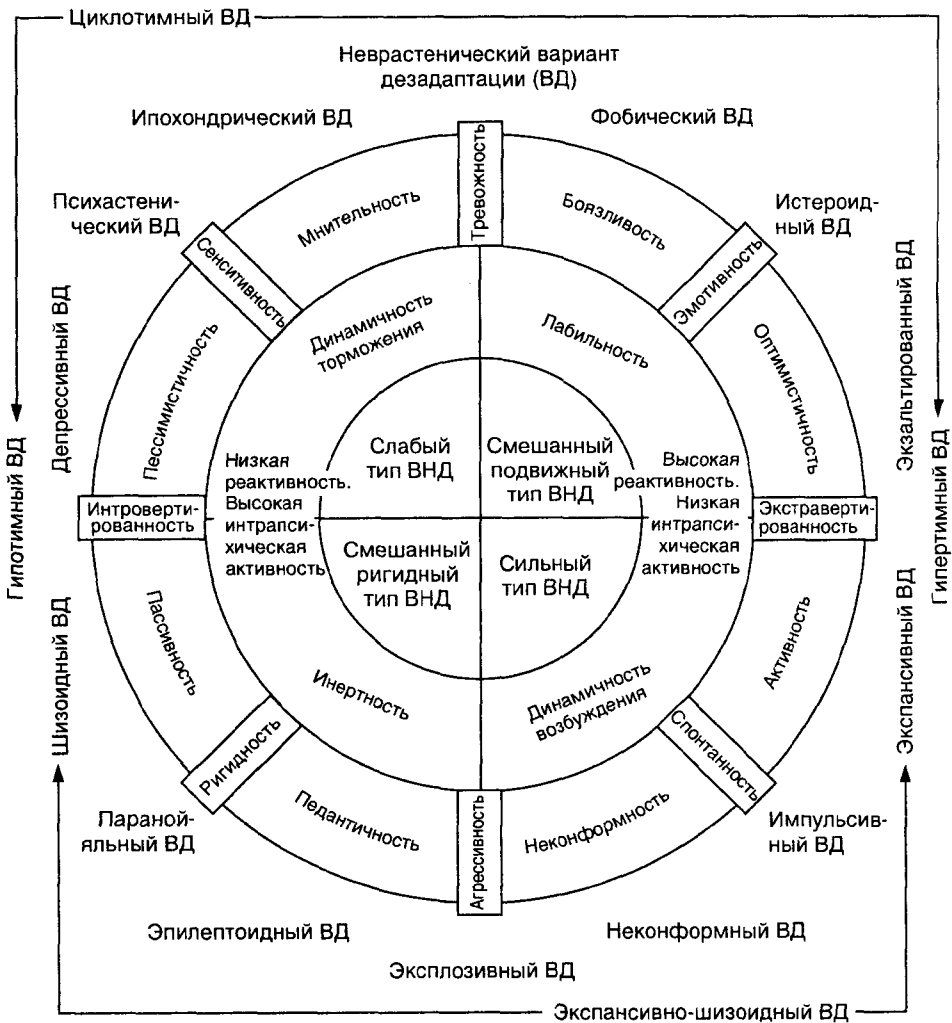 Циклотимный ВД
Неврастенический вариант
дезадаптации (ВД)
Ипохондрический ВД
Фобический ВД
Психастени-
ческий ВД
Истероид-
ный ВД
Депрессивный ВД
Экзальтированный ВД
Гипотимный ВД
Гипертимный ВД
Шизоидный ВД
Экспансивный ВД
Тревожность
Мнительность
Боязливость
Сенситивность
Эмотивность
Пессимистичность
Оптимистичность
Динамичность
торможения
Лабильность
Слабый
тип ВНД
Смешанный
подвижный
тип ВНД
Низкая
реактивность.
Высокая
интрапси-
хическая
активность
Высокая
реактивность.
Низкая
интрапси-
хическая
активность
Интроверти-
рованность
Экстраверти-
рованность
Смешанный
ригидный
тип ВНД
Сильный
тип ВНД
Пассивность
Активность
Инертность
Динамичность
возбуждения
Ригидность
Спонтанность
Педантичность
Агрессивность
Неконформность
Параной-
яльный ВД
Импульсив-
ный ВД
Эпилептоидный ВД
Неконформный ВД
Эксплозивный ВД
Экспансивно-шизоидный ВД